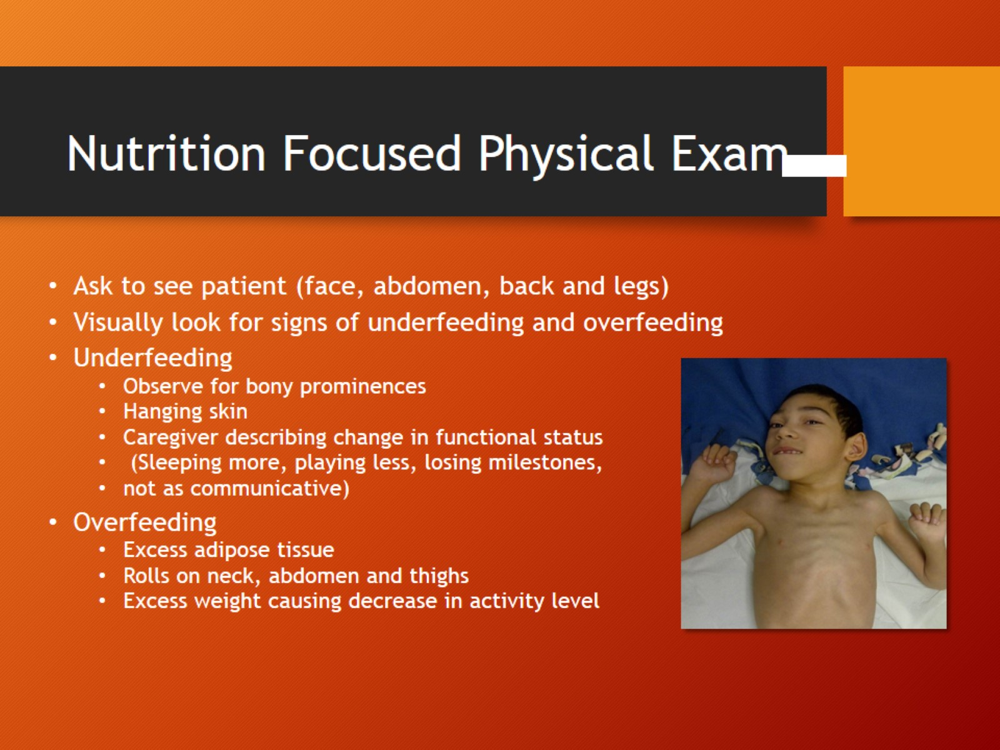 Nutrition Focused Physical Exam
• Ask to see patient (face, abdomen, back and legs)
• Visually look for signs of underfeeding and overfeeding
• Underfeeding
• Observe for bony prominences
• Hanging skin
• Caregiver describing change in functional status
• (Sleeping more, playing less, losing milestones,
• not as communicative)
• Overfeeding
• Excess adipose tissue
• Rolls on neck, abdomen and thighs
• Excess weight causing decrease in activity level